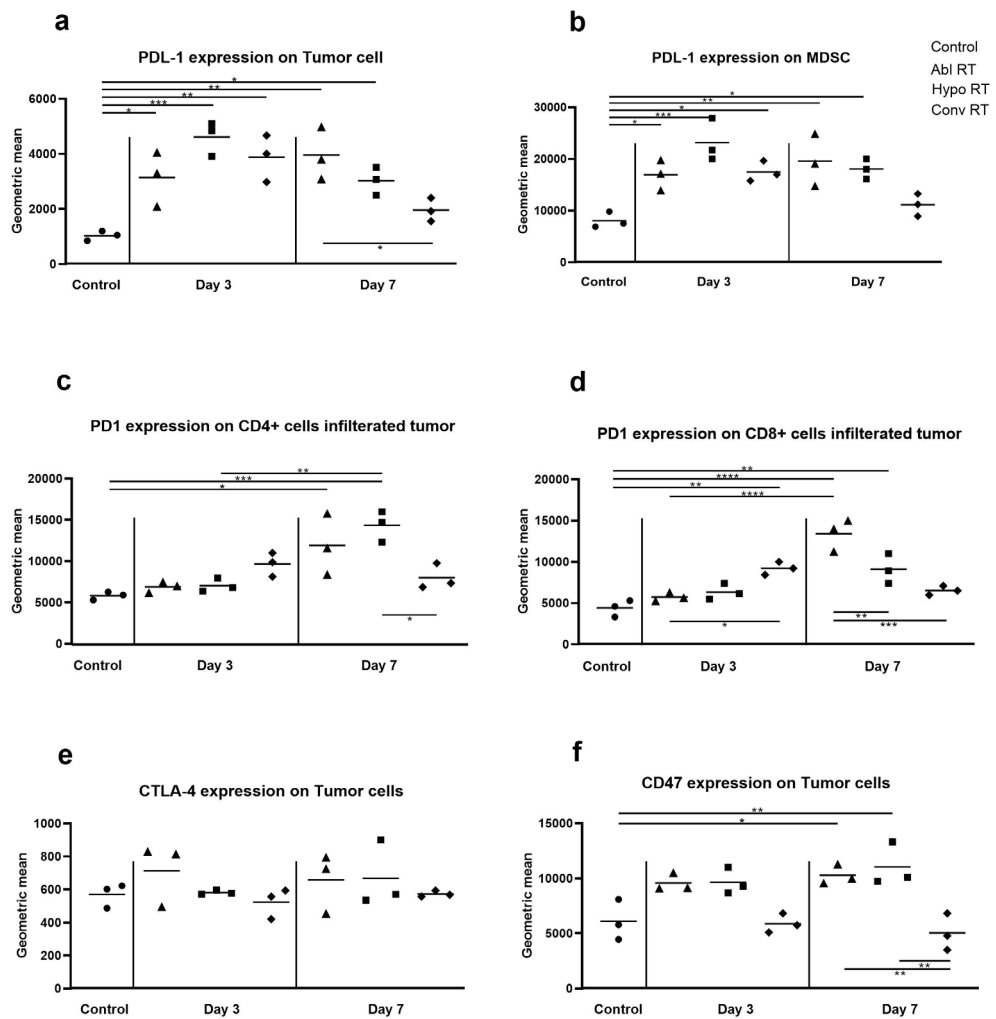 a
PDL-1 expression on Tumor cell
*
**
**
***
*
6000
4000
2000
0
Geometric mean
*
Control
Day 3
Day 7
b
PDL-1 expression on MDSC
*
**
*
***
*
30000
20000
10000
0
Geometric mean
Control
Day 3
Day 7
Control
Abl RT
Hypo RT
Conv RT
c
PD1 expression on CD4+ cells infilterated tumor
**
***
*
20000
15000
10000
5000
0
Geometric mean
*
Control
Day 3
Day 7
d
PD1 expression on CD8+ cells infilterated tumor
**
****
**
****
20000
15000
10000
5000
0
Geometric mean
*
**
***
Control
Day 3
Day 7
e
CTLA-4 expression on Tumor cells
1000
800
600
400
200
0
Geometric mean
Control
Day 3
Day 7
f
CD47 expression on Tumor cells
**
*
15000
10000
5000
0
Geometric mean
**
**
Control
Day 3
Day 7